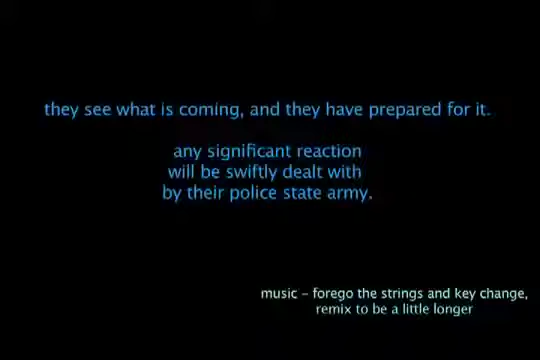 they see what is coming, and they have prepared for it.
any significant reaction
will be swiftly dealt with
by their police state army.
music – forego the strings and key change,
remix to be a little longer